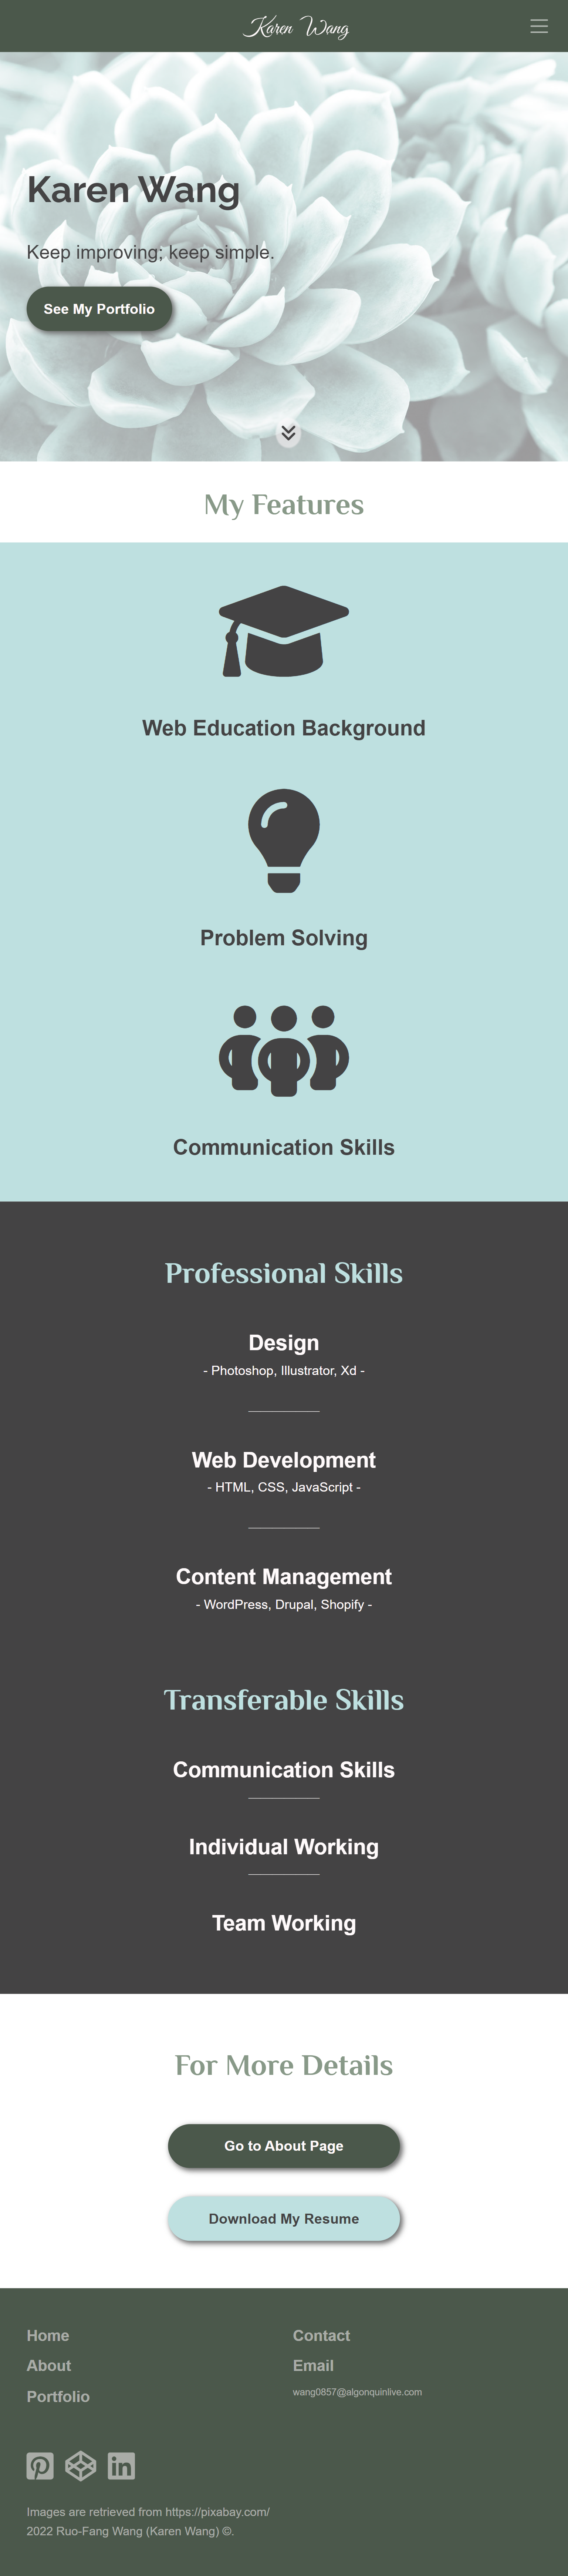 Karen Wang
Karen Wang
Keep improving; keep simple.
See My Portfolio
My Features
Web Education Background
Problem Solving
Communication Skills
Professional Skills
Design
- Photoshop, Illustrator, Xd -
Web Development
- HTML, CSS, JavaScript -
Content Management
- WordPress, Drupal, Shopify -
Transferable Skills
Communication Skills
Individual Working
Team Working
For More Details
Go to About Page
Download My Resume
Home
About
Portfolio
Contact
Email
wang0857@algonquinlive.com
in
Images are retrieved from https://pixabay.com/
2022 Ruo-Fang Wang (Karen Wang) ©.